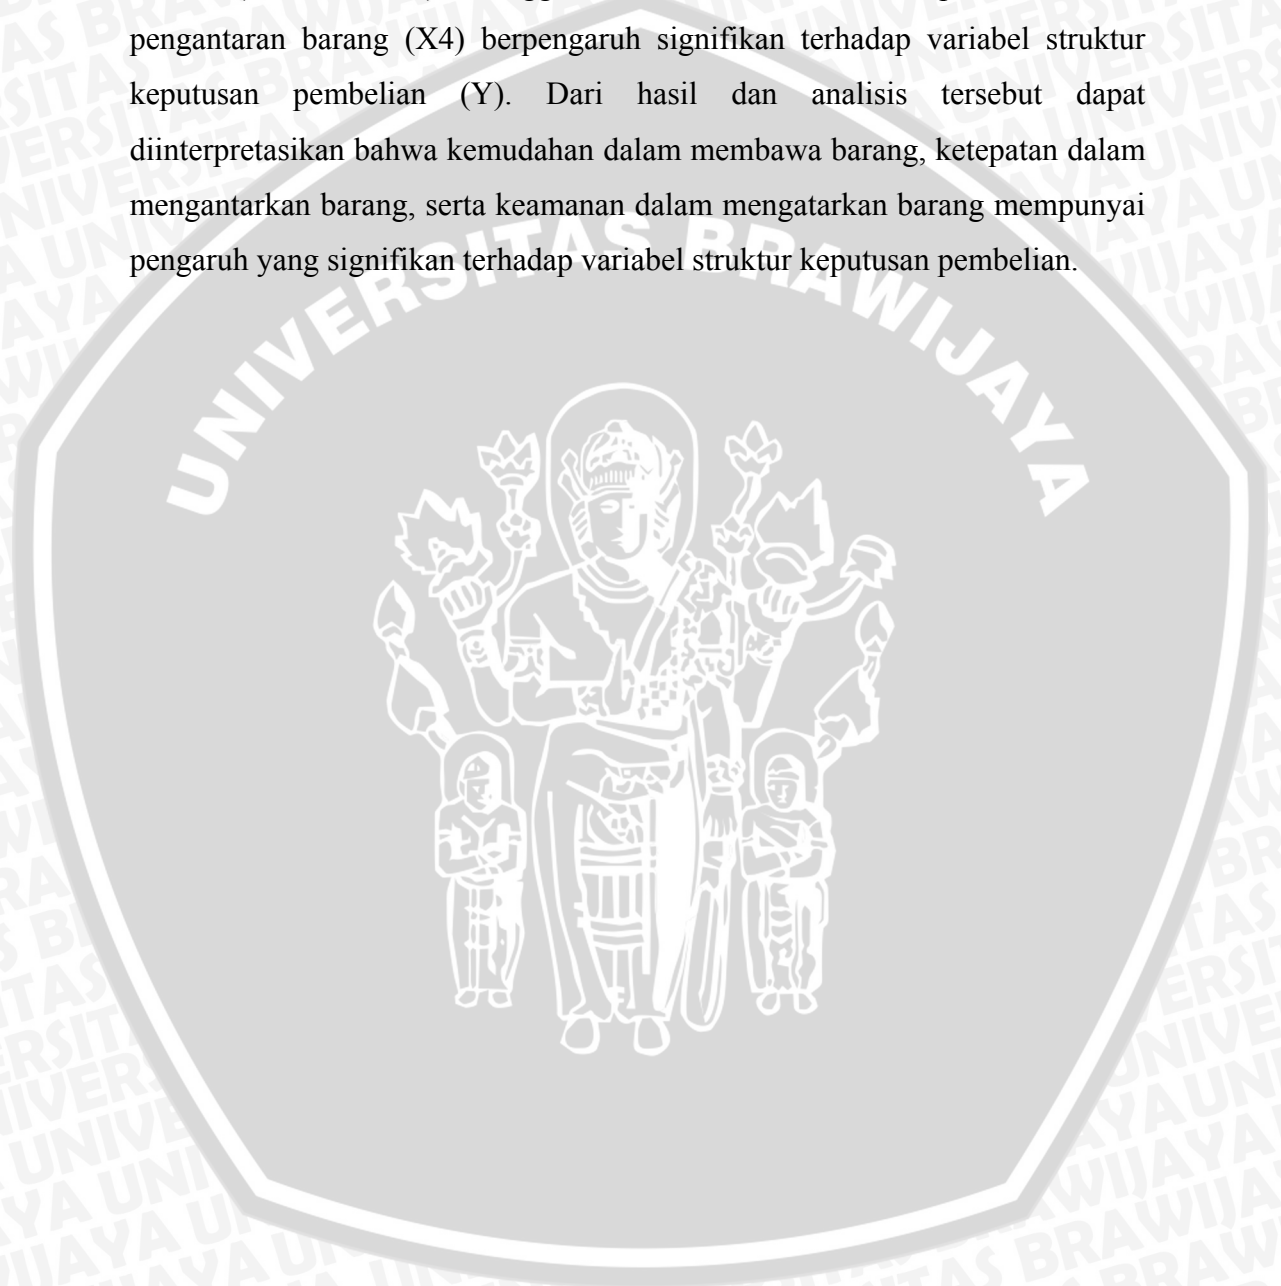 pengantaran barang (X4) berpengaruh signifikan terhadap variabel struktur
keputusan pembelian (Y). Dari hasil dan analisis tersebut dapat
diinterpretasikan bahwa kemudahan dalam membawa barang, ketepatan dalam
mengantarkan barang, serta keamanan dalam mengatarkan barang mempunyai
pengaruh yang signifikan terhadap variabel struktur keputusan pembelian.
UNIVERSITAS BRAWIJAYA